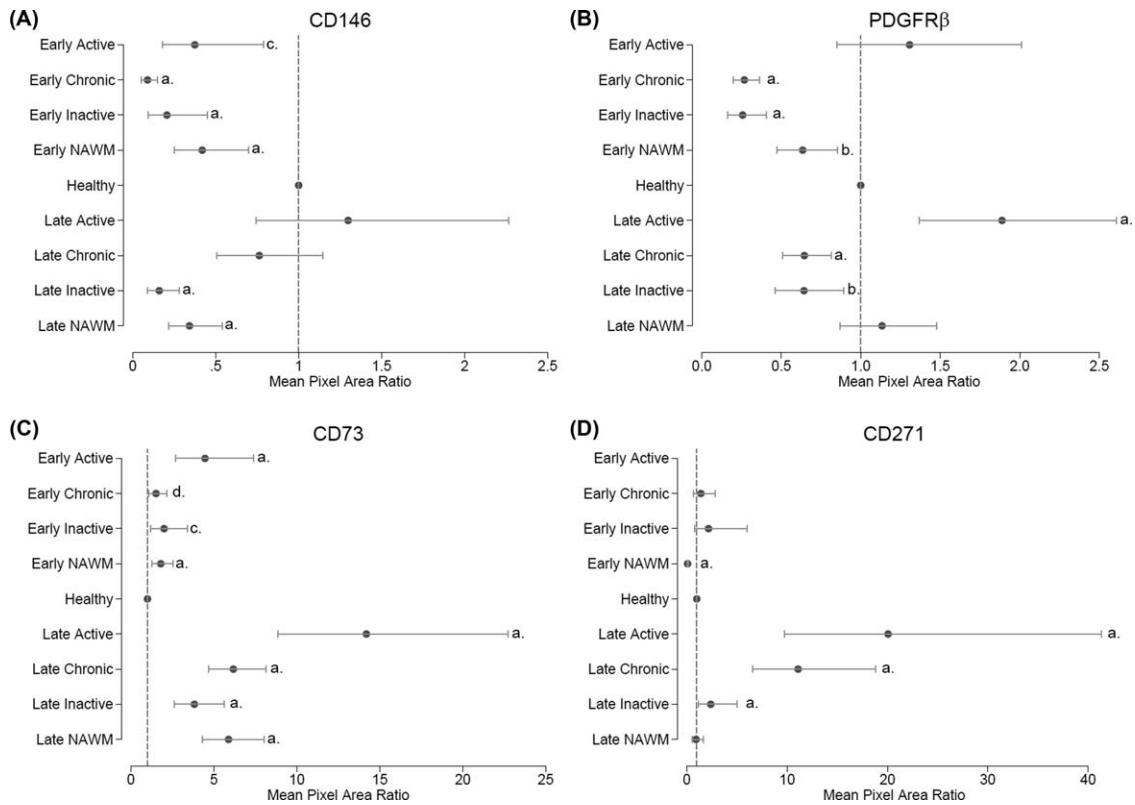 (A) CD146
Early Active c.
Early Chronic a.
Early Inactive a.
Early NAWM a.
Healthy
Late Active
Late Chronic
Late Inactive a.
Late NAWM a.
0 .5 1 1.5 2 2.5
Mean Pixel Area Ratio
(B) PDGFRβ
Early Active
Early Chronic a.
Early Inactive a.
Early NAWM b.
Healthy
Late Active a.
Late Chronic a.
Late Inactive b.
Late NAWM
0.0 0.5 1.0 1.5 2.0 2.5
Mean Pixel Area Ratio
(C) CD73
Early Active a.
Early Chronic d.
Early Inactive c.
Early NAWM a.
Healthy
Late Active a.
Late Chronic a.
Late Inactive a.
Late NAWM a.
0 5 10 15 20 25
Mean Pixel Area Ratio
(D) CD271
Early Active
Early Chronic
Early Inactive
Early NAWM a.
Healthy
Late Active a.
Late Chronic a.
Late Inactive a.
Late NAWM
0 10 20 30 40
Mean Pixel Area Ratio